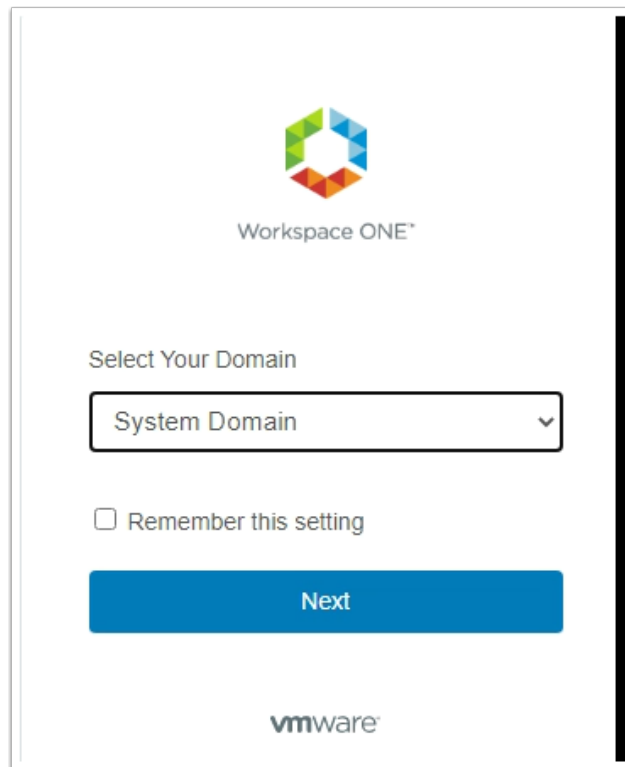 Workspace ONE™
Select Your Domain
System Domain
Remember this setting
Next
vmware®